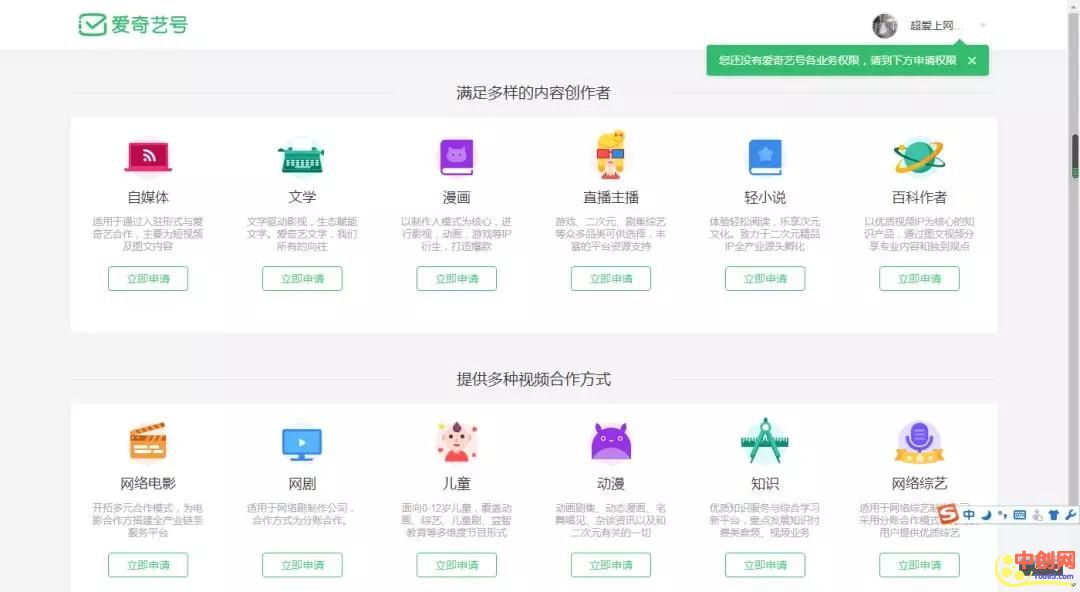 爱奇艺号
超爱上网...
您还没有爱奇艺号各业务权限，请到下方申请权限 ×
满足多样的内容创作者
自媒体
适用于通过入驻形式与爱
奇艺合作，主要为短视频
及图文内容
立即申请
文学
文字驱动影视，生态赋能
文字。爱奇艺文学，我们
所有的向往
立即申请
漫画
以制作人模式为核心，进
行影视，动画，游戏等IP
衍生，打造爆款
立即申请
直播主播
游戏、二次元、剧集综艺
等众多品类可供选择，丰
富的平台资源支持
立即申请
轻小说
体验轻松阅读，乐享次元
文化。致力于二次元精品
IP全产业源头孵化
立即申请
百科作者
以优质视频IP为核心的知
识产品，通过图文视频分
享专业内容和独到观点
立即申请
提供多种视频合作方式
网络电影
开拓多元合作模式，为电
影合作方搭建全产业链条
服务平台
立即申请
网剧
适用于网络剧制作公司，
合作方式为分账合作。
立即申请
儿童
面向0-12岁儿童，覆盖动
画、综艺、儿童剧、益智
教育等多维度节目形式
立即申请
动漫
动画剧集、动态漫画、宅
舞唱见、杂谈资讯以及和
二次元有关的一切
立即申请
知识
优质知识服务与综合学习
新平台，重点发展知识付
费类音频、视频业务
立即申请
网络综艺
适用于网络综艺制
采用分账合作模式
用户提供优质综艺
立即申请
中
中创网